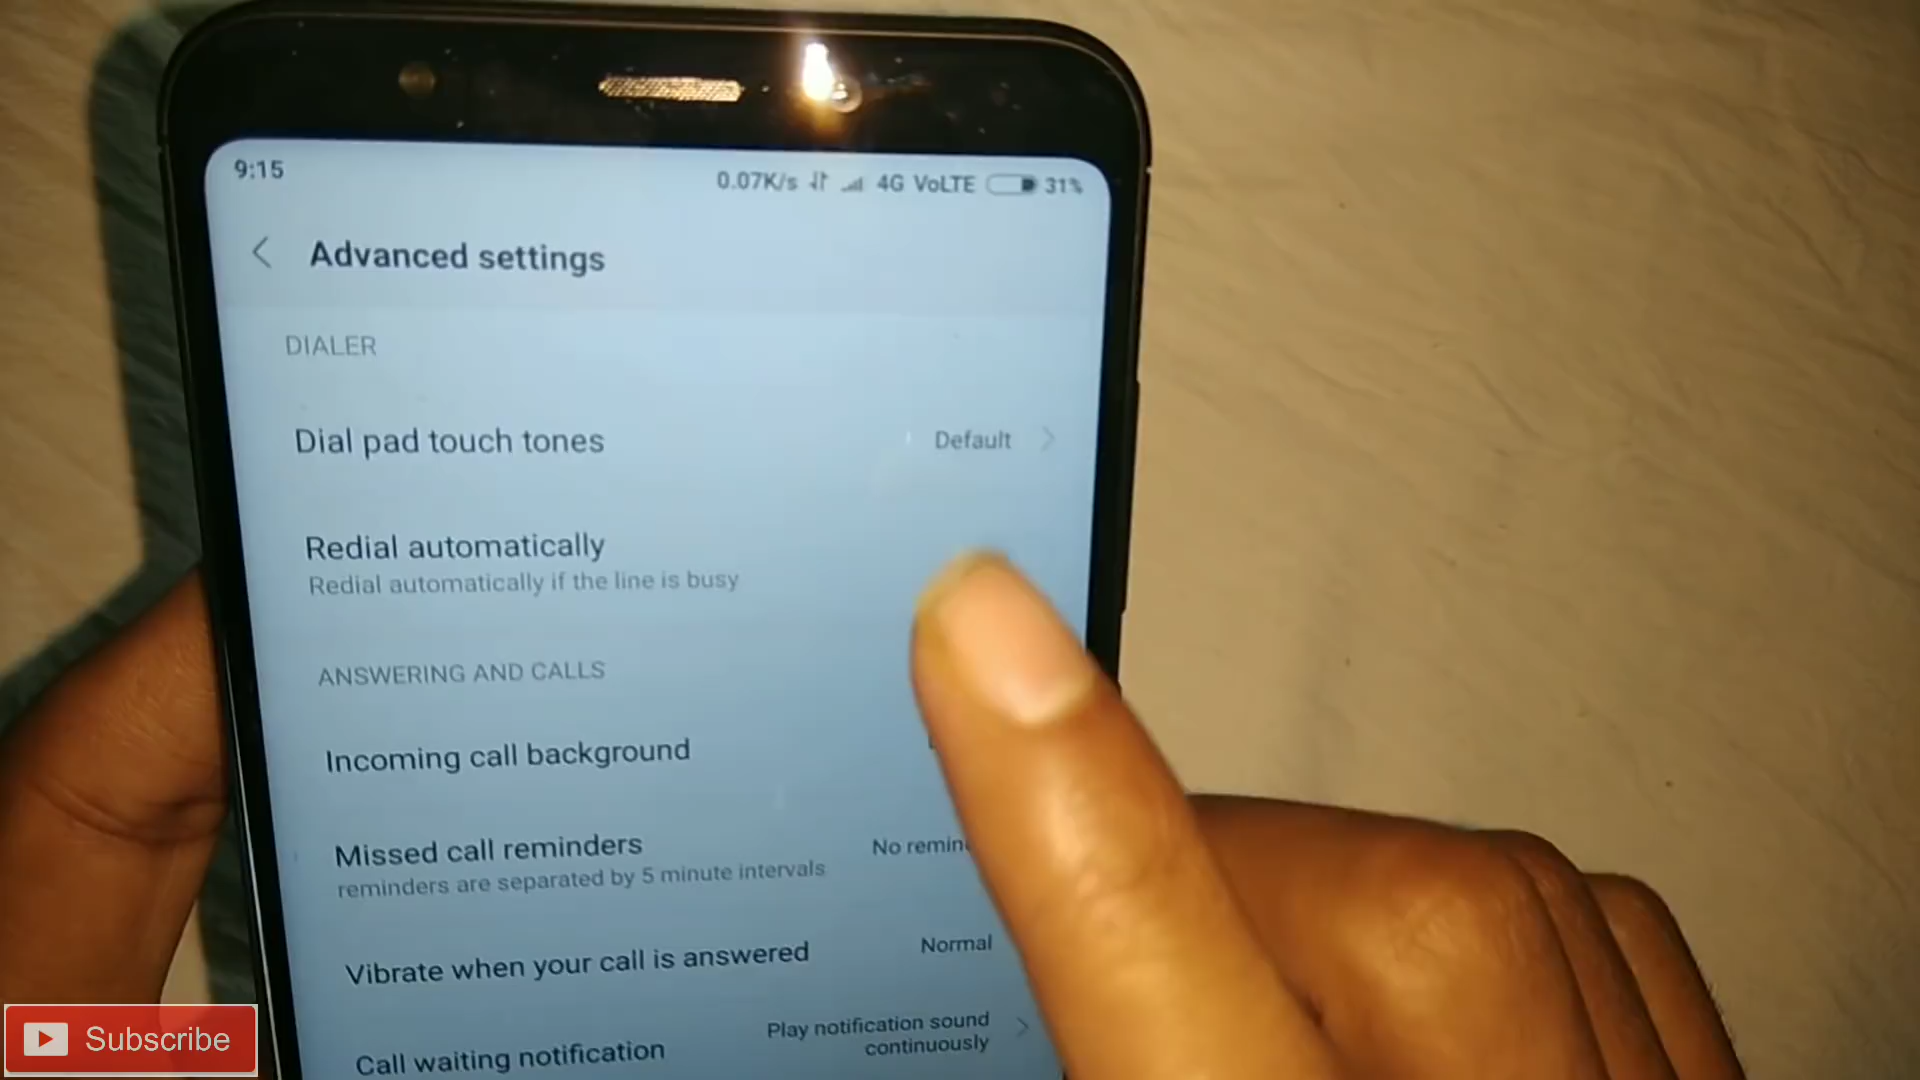 9:15
0.07K/s 4G VoLTE 31%
Advanced settings
DIALER
Dial pad touch tones Default
Redial automatically
Redial automatically if the line is busy
ANSWERING AND CALLS
Incoming call background
Missed call reminders No
reminders are separated by 5 minute intervals
Vibrate when your call is answered Normal
Call waiting notification Play notification sound
continuously
Subscribe